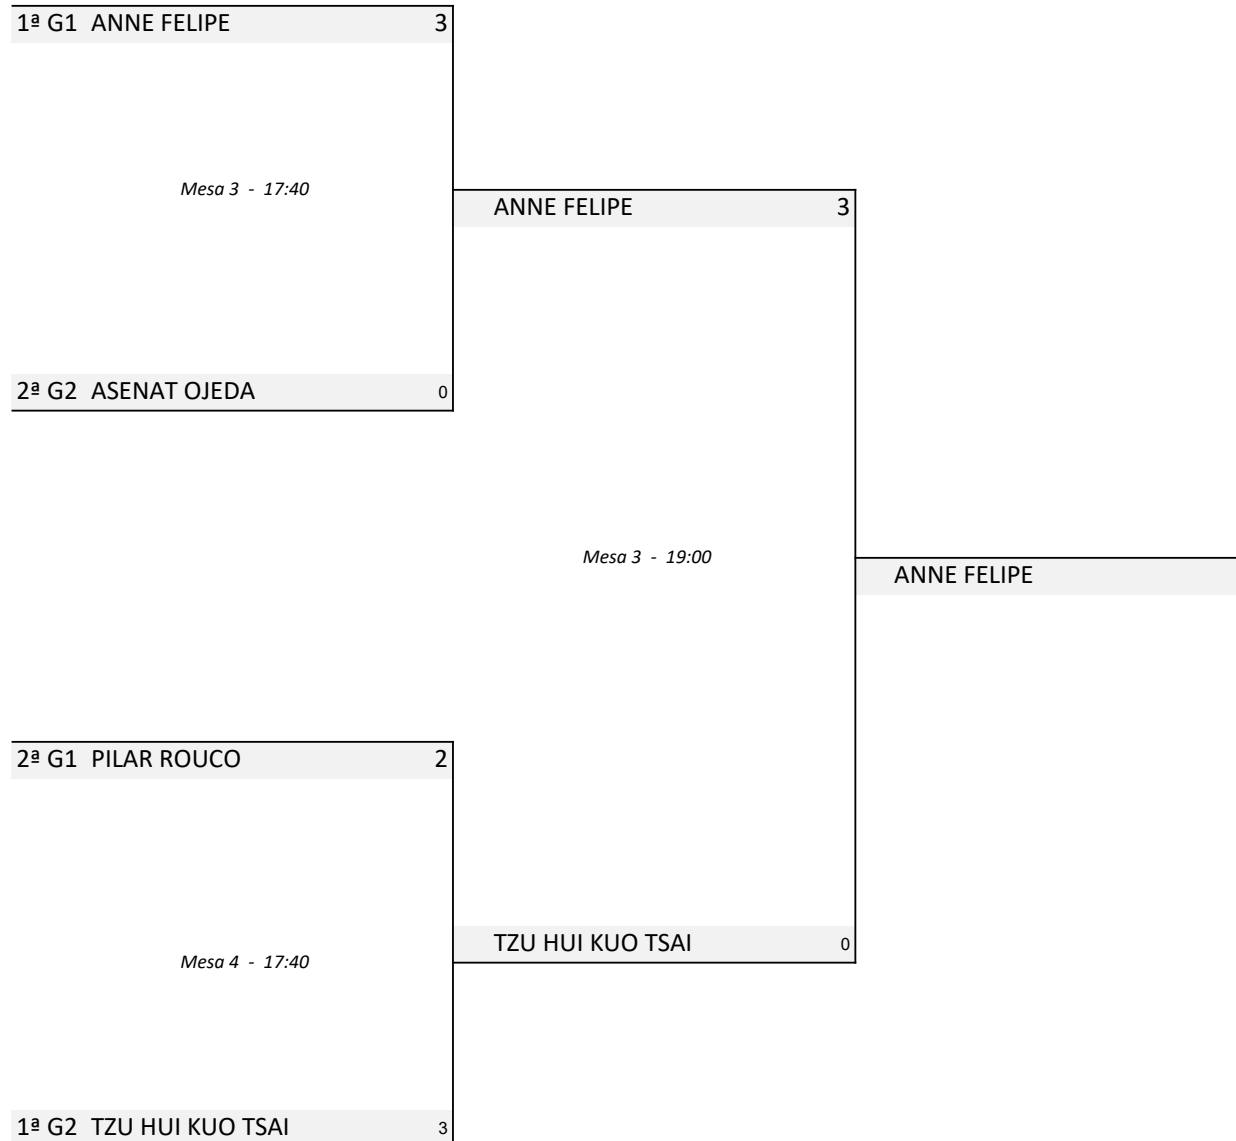 1ª G1 ANNE FELIPE 3
Mesa 3 - 17:40
ANNE FELIPE 3
2ª G2 ASENAT OJEDA 0
Mesa 3 - 19:00
ANNE FELIPE
2ª G1 PILAR ROUCO 2
TZU HUI KUO TSAI 0
Mesa 4 - 17:40
1ª G2 TZU HUI KUO TSAI 3